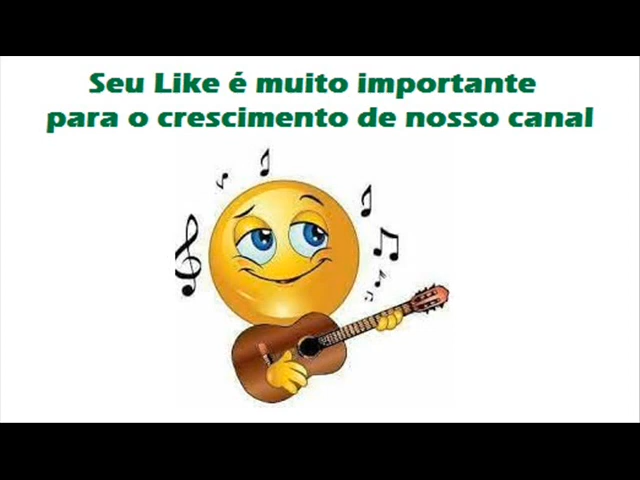 Seu Like é muito importante
para o crescimento de nosso canal